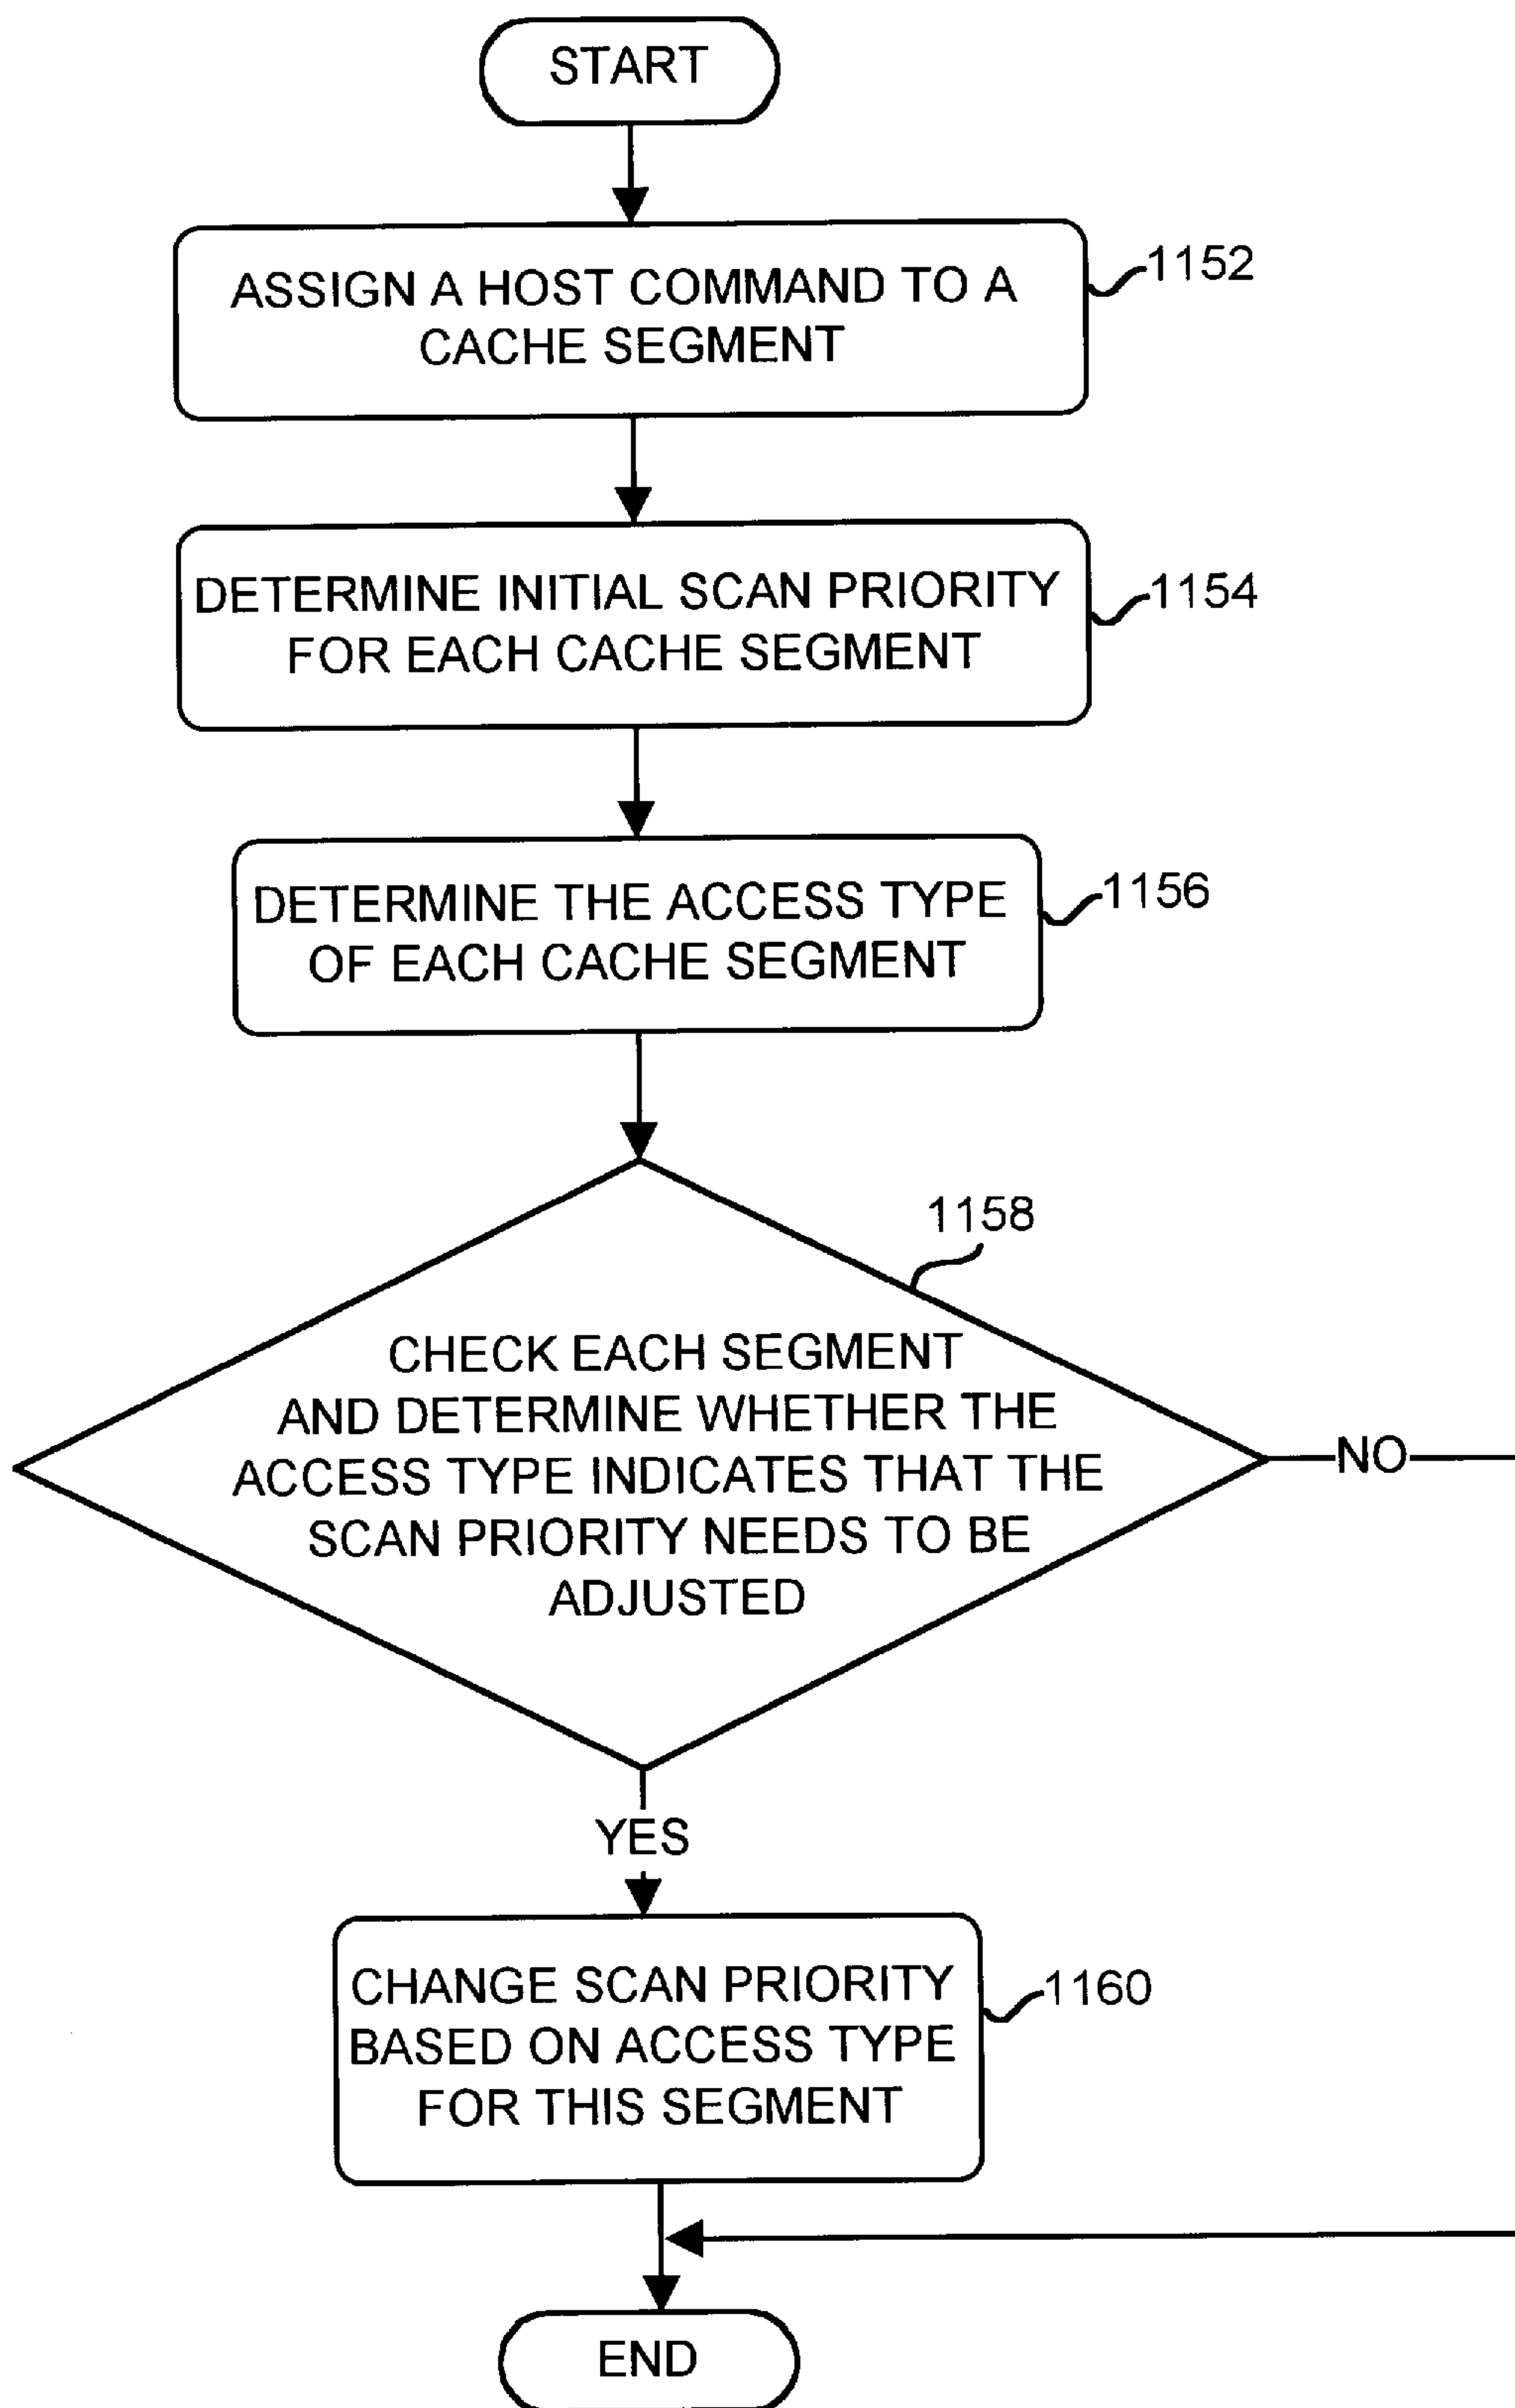 START
ASSIGN A HOST COMMAND TO A
CACHE SEGMENT
1152
DETERMINE INITIAL SCAN PRIORITY
FOR EACH CACHE SEGMENT
1154
DETERMINE THE ACCESS TYPE
OF EACH CACHE SEGMENT
1156
1158
CHECK EACH SEGMENT
AND DETERMINE WHETHER THE
ACCESS TYPE INDICATES THAT THE
SCAN PRIORITY NEEDS TO BE
ADJUSTED
NO
YES
CHANGE SCAN PRIORITY
BASED ON ACCESS TYPE
FOR THIS SEGMENT
1160
END